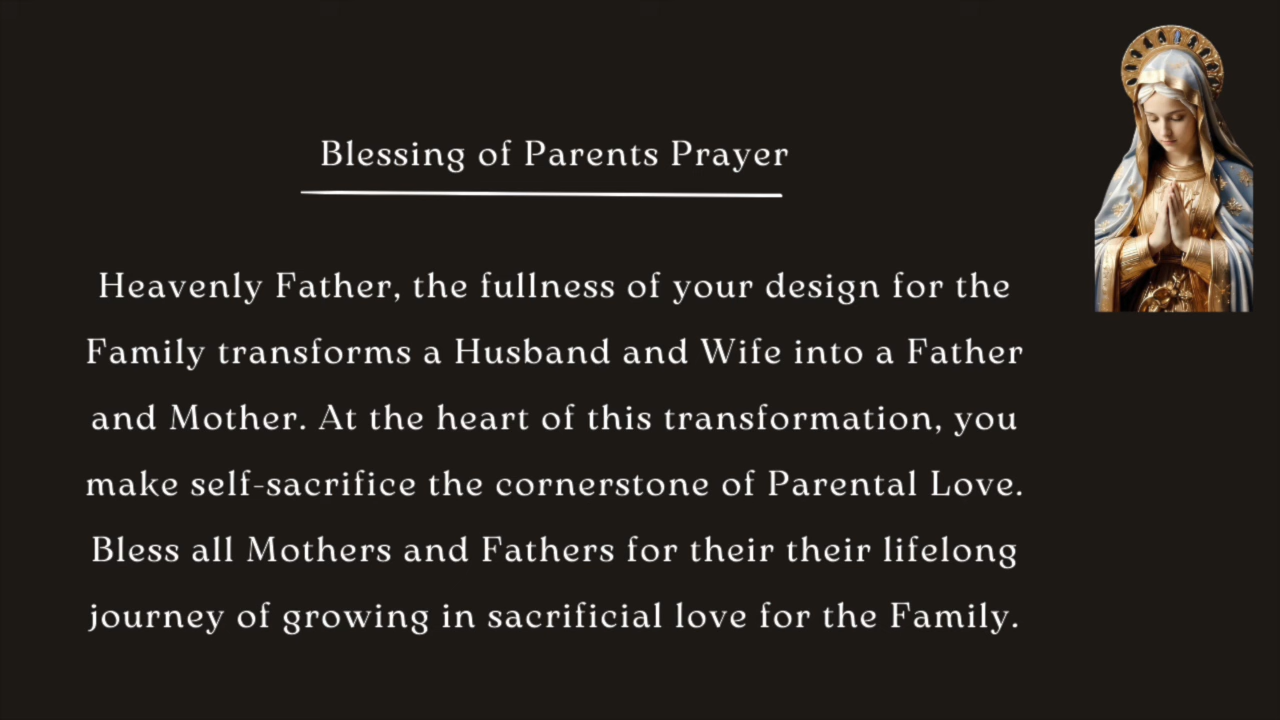 Blessing of Parents Prayer
Heavenly Father, the fullness of your design for the
Family transforms a Husband and Wife into a Father
and Mother. At the heart of this transformation, you
make self-sacrifice the cornerstone of Parental Love.
Bless all Mothers and Fathers for their their lifelong
journey of growing in sacrificial love for the Family.